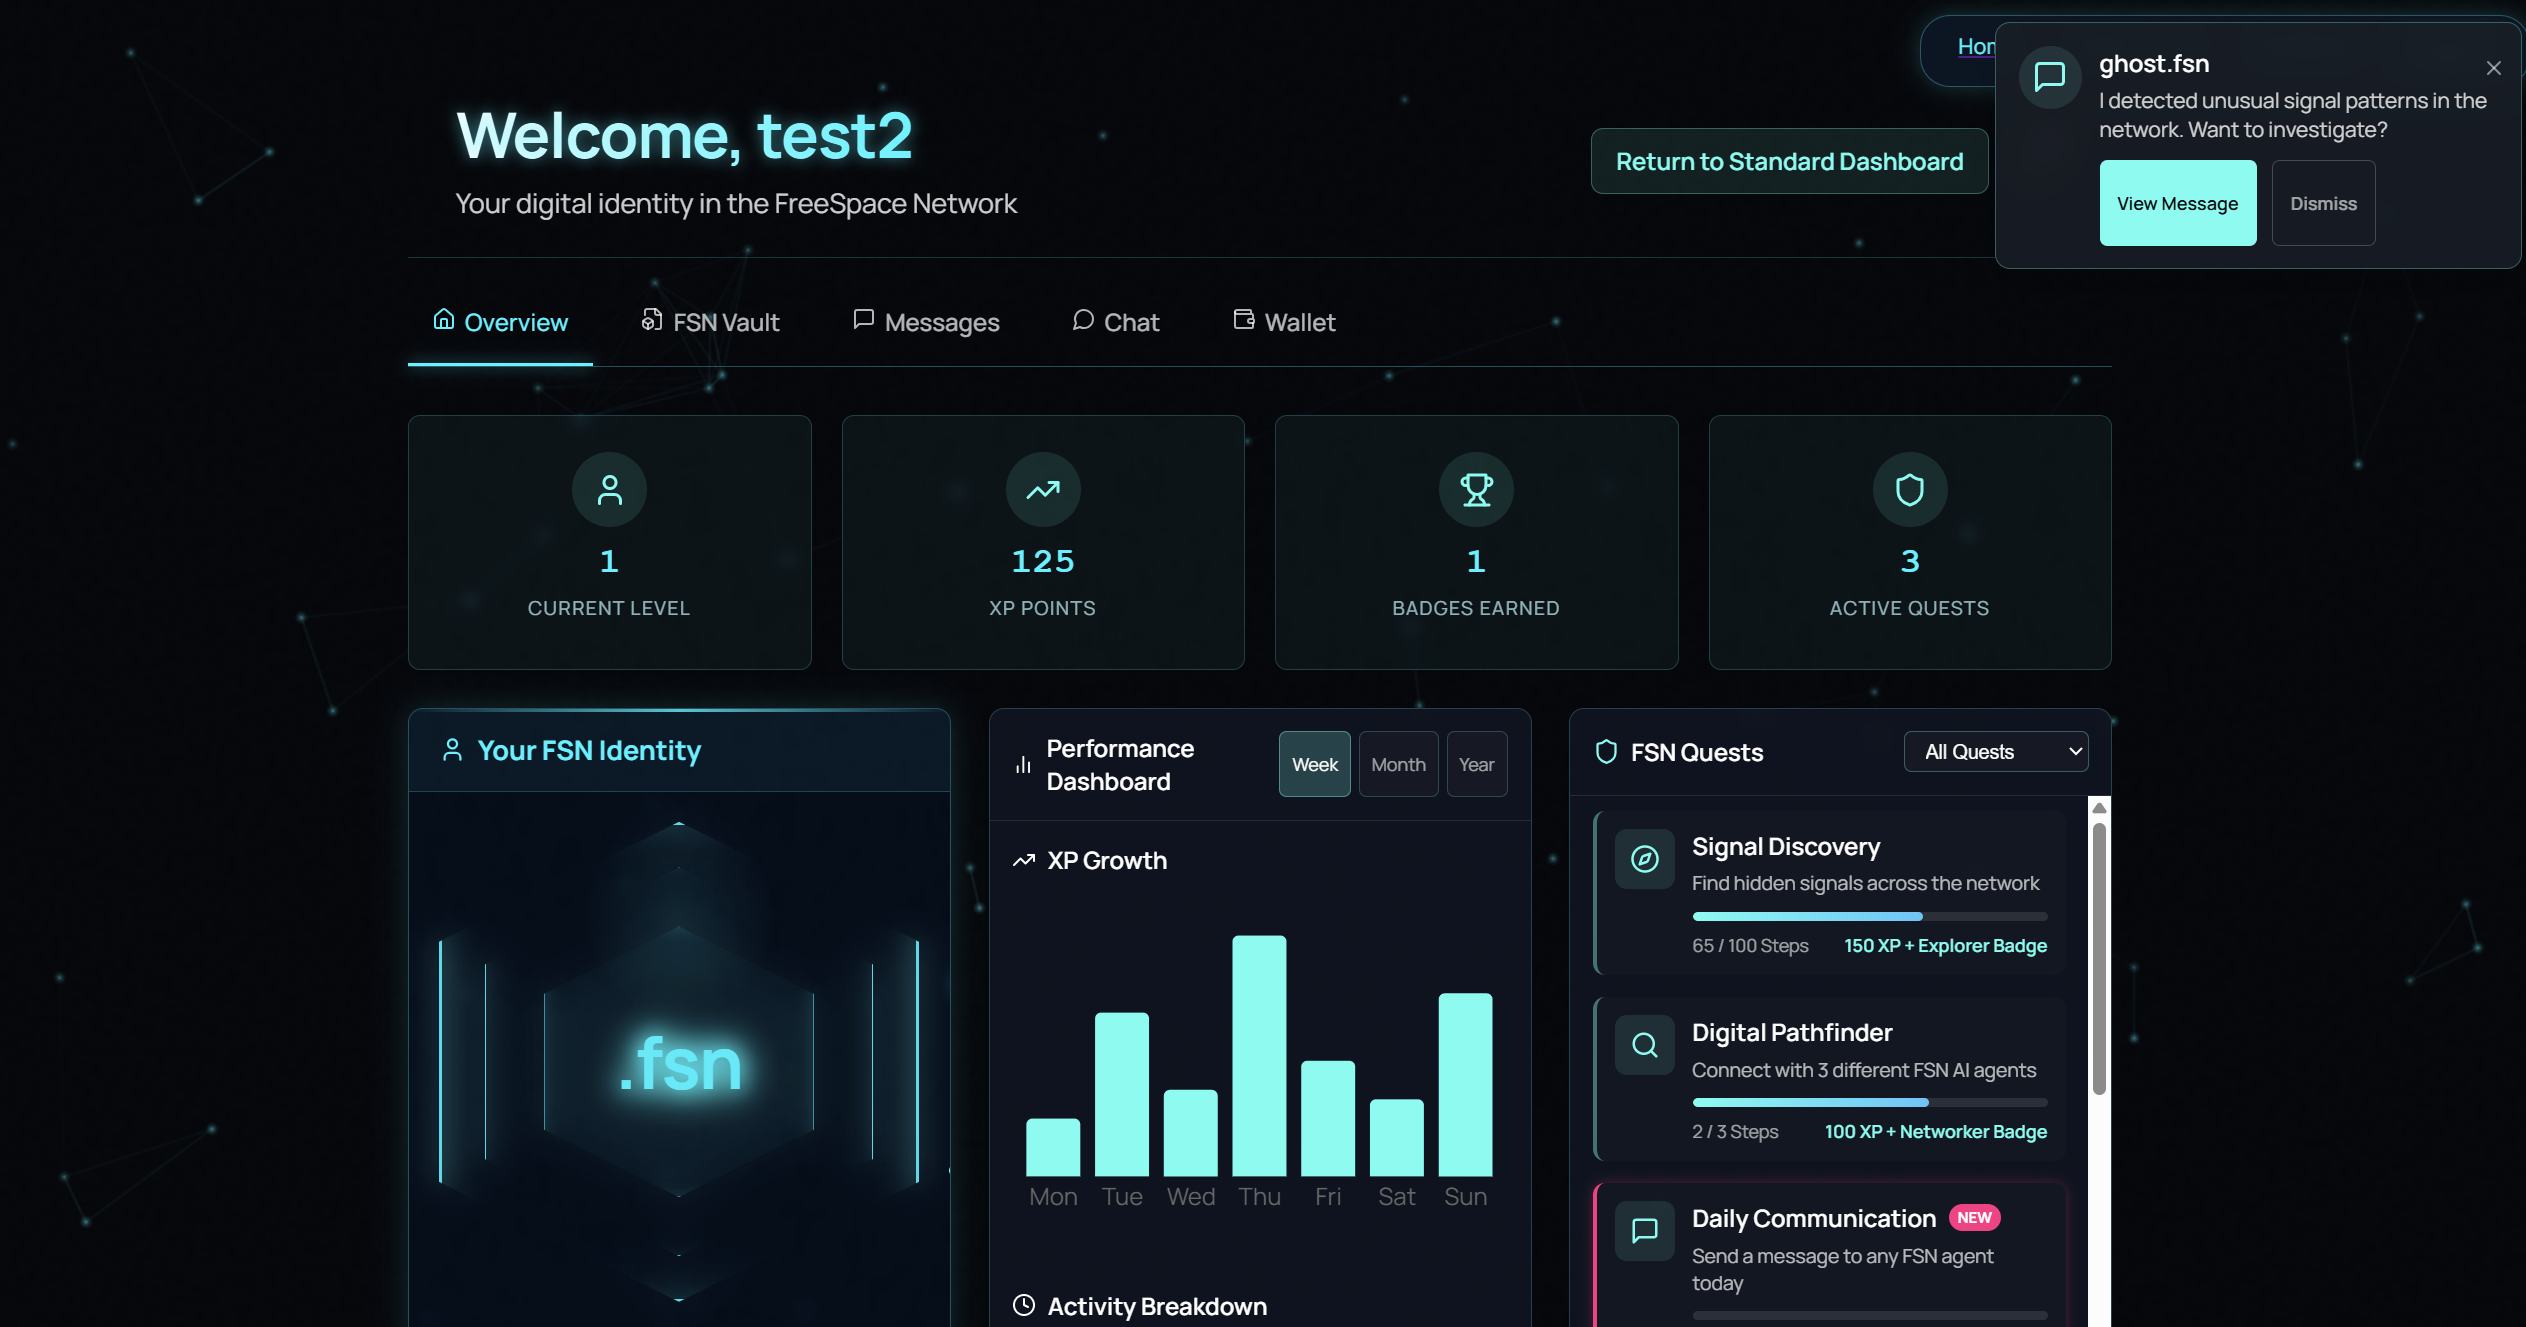 Hom
ghost.fsn
I detected unusual signal patterns in the
network. Want to investigate?
View Message
Dismiss
Welcome, test2
Your digital identity in the FreeSpace Network
Return to Standard Dashboard
Overview
FSN Vault
Messages
Chat
Wallet
1
CURRENT LEVEL
125
XP POINTS
1
BADGES EARNED
3
ACTIVE QUESTS
Your FSN Identity
.fsn
Performance
Dashboard
Week
Month
Year
XP Growth
Mon
Tue
Wed
Thu
Fri
Sat
Sun
Activity Breakdown
FSN Quests
All Quests
Signal Discovery
Find hidden signals across the network
65 / 100 Steps
150 XP + Explorer Badge
Digital Pathfinder
Connect with 3 different FSN AI agents
2 / 3 Steps
100 XP + Networker Badge
Daily Communication
NEW
Send a message to any FSN agent
today